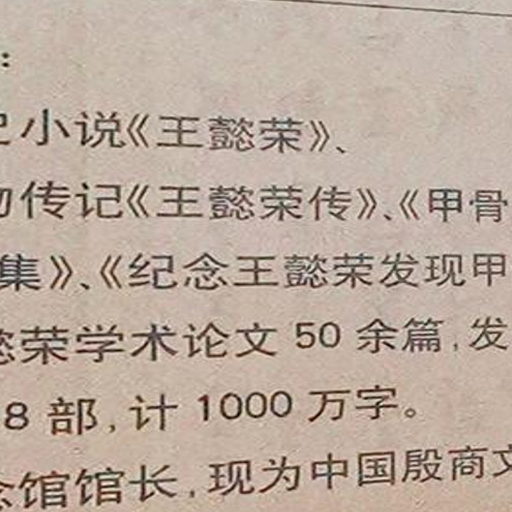 :
小说《王懿荣》、
传记《王懿荣传》、《甲骨
集》、《纪念王懿荣发现甲
懿荣学术论文 50 余篇,发
8 部,计 1000 万字。
念馆馆长,现为中国殷商文